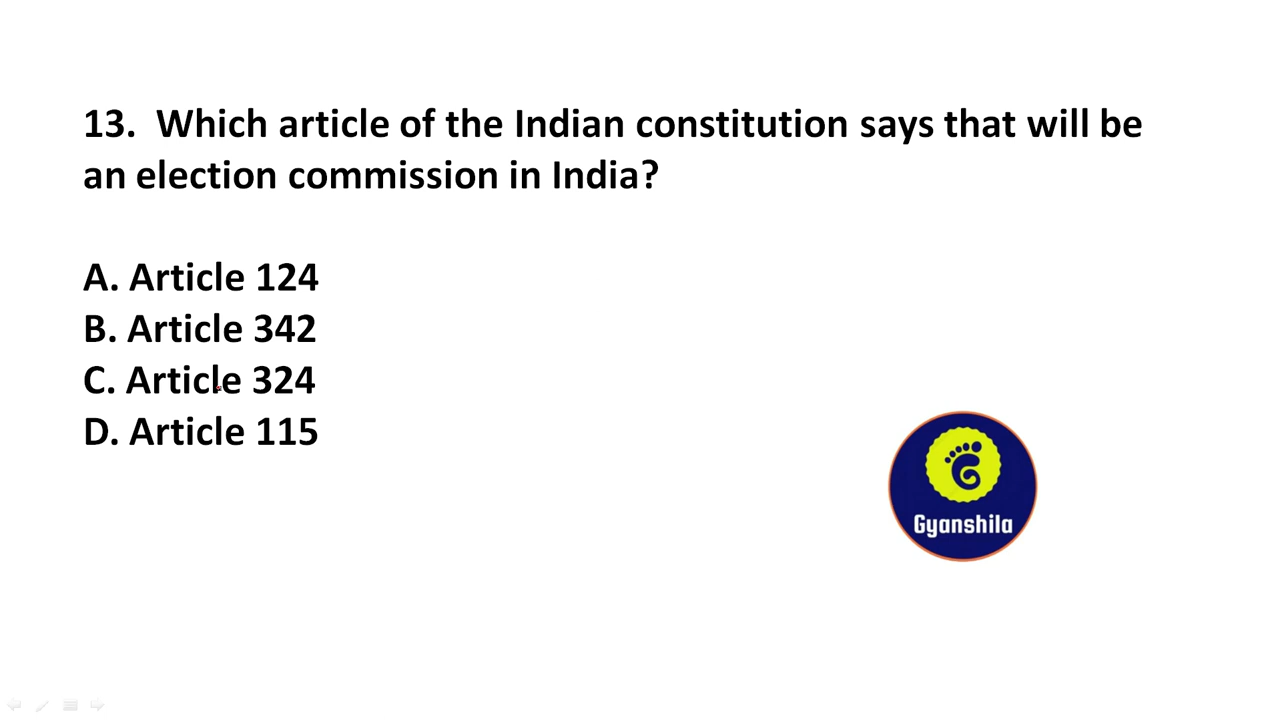 13.  Which article of the Indian constitution says that will be
an election commission in India?
A. Article 124
B. Article 342
C. Article 324
D. Article 115
Gyanshila